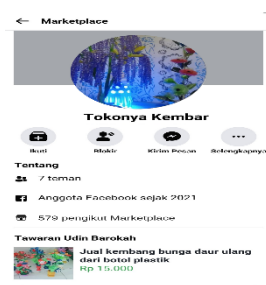 Marketplace
Tokonya Kembar
Ikuti
Blokir
Kirim Pesan
Selengkapnya
Tentang
7 teman
Anggota Facebook sejak 2021
579 pengikut Marketplace
Tawaran Udin Barokah
Jual kembang bunga daur ulang
dari botol plastik
Rp 15.000